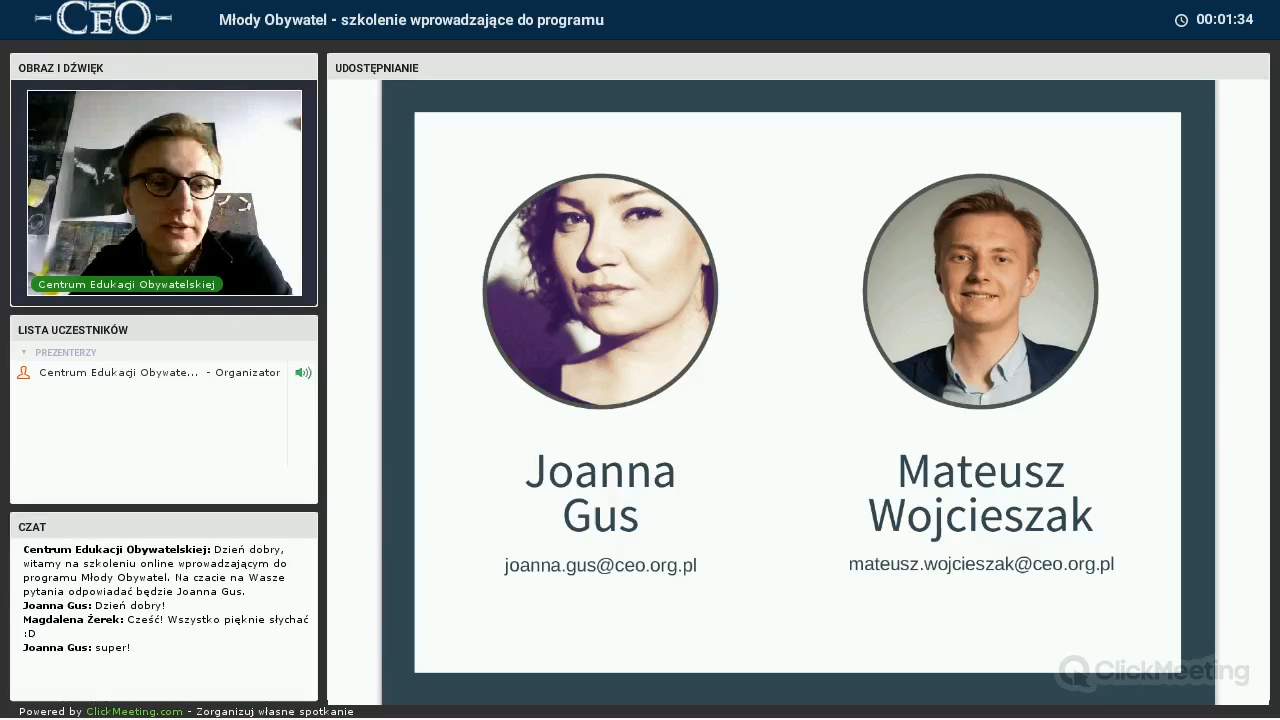 CEO
Młody Obywatel - szkolenie wprowadzające do programu
00:01:34
OBRAZ I DŹWIĘK
Centrum Edukacji Obywatelskiej
LISTA UCZESTNIKÓW
PREZENTERZY
Centrum Edukacji Obywate... - Organizator
CZAT
Centrum Edukacji Obywatelskiej: Dzień dobry,
witamy na szkoleniu online wprowadzającym do
programu Młody Obywatel. Na czacie na Wasze
pytania odpowiadać będzie Joanna Gus.
Joanna Gus: Dzień dobry!
Magdalena Żerek: Cześć! Wszystko pięknie słychać
:D
Joanna Gus: super!
UDOSTĘPNIANIE
Joanna
Gus
joanna.gus@ceo.org.pl
Mateusz
Wojcieszak
mateusz.wojcieszak@ceo.org.pl
ClickMeeting
Powered by ClickMeeting.com - Zorganizuj własne spotkanie